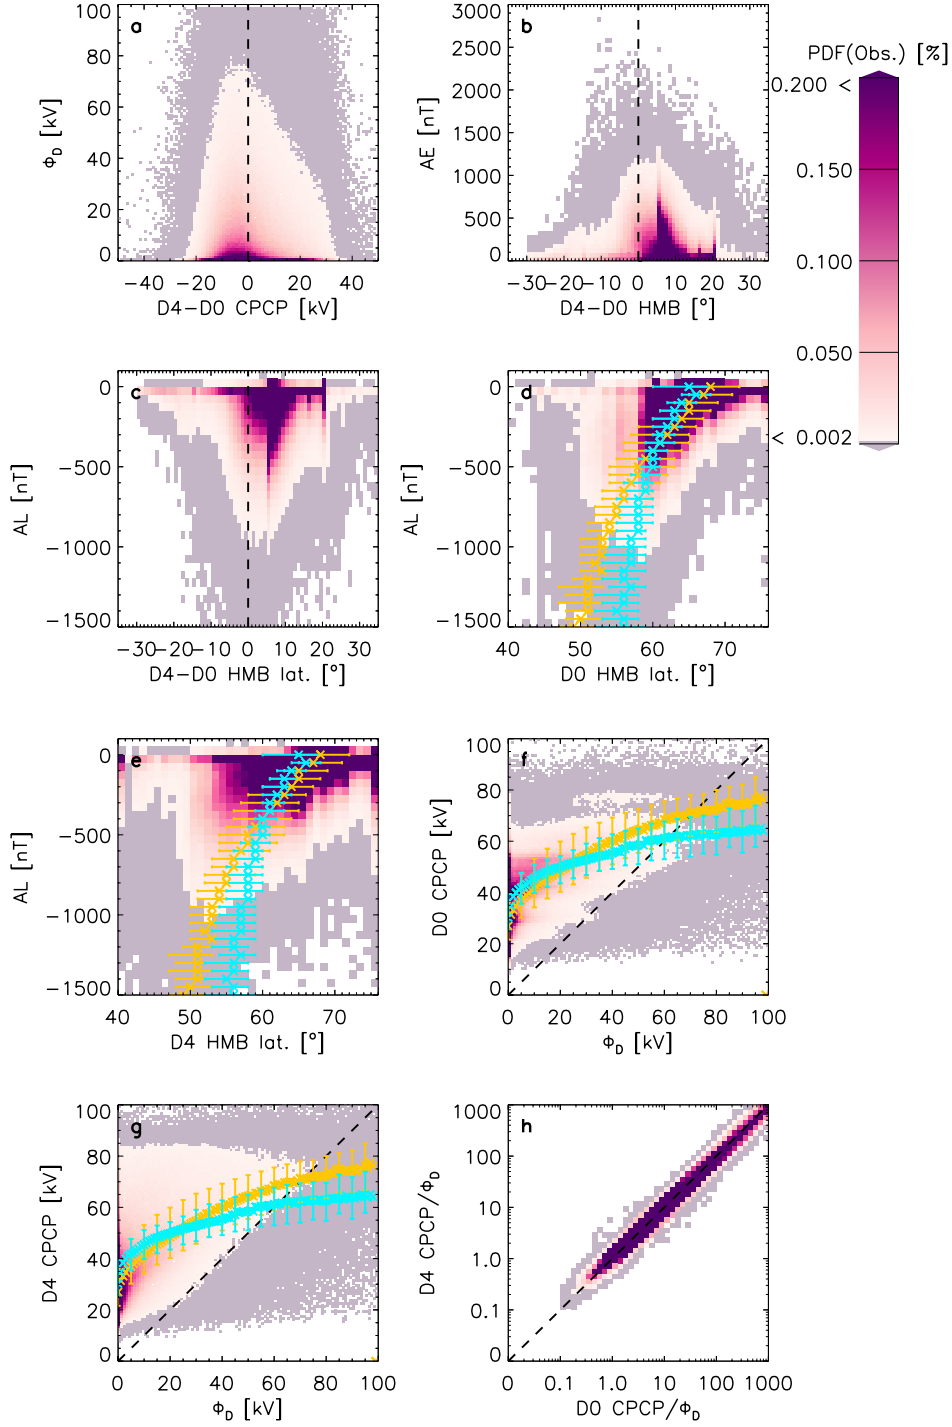 a
100
80
60
40
20
0
Φ_D [kV]
−40 −20 0 20 40
D4−D0 CPCP [kV]
b
3000
2500
2000
1500
1000
500
0
AE [nT]
−30 −20 −10 0 10 20 30
D4−D0 HMB [°]
PDF(Obs.) [%]
0.200 <
0.150
0.100
0.050
< 0.002
c
0
−500
−1000
−1500
AL [nT]
−30 −20 −10 0 10 20 30
D4−D0 HMB lat. [°]
d
0
−500
−1000
−1500
AL [nT]
40 50 60 70
D0 HMB lat. [°]
e
0
−500
−1000
−1500
AL [nT]
40 50 60 70
D4 HMB lat. [°]
f
100
80
60
40
20
0
D0 CPCP [kV]
0 20 40 60 80 100
Φ_D [kV]
g
100
80
60
40
20
0
D4 CPCP [kV]
0 20 40 60 80 100
Φ_D [kV]
h
1000
100
10
1.0
0.1
0
D4 CPCP/Φ_D
0 0.1 1.0 10 100 1000
D0 CPCP/Φ_D